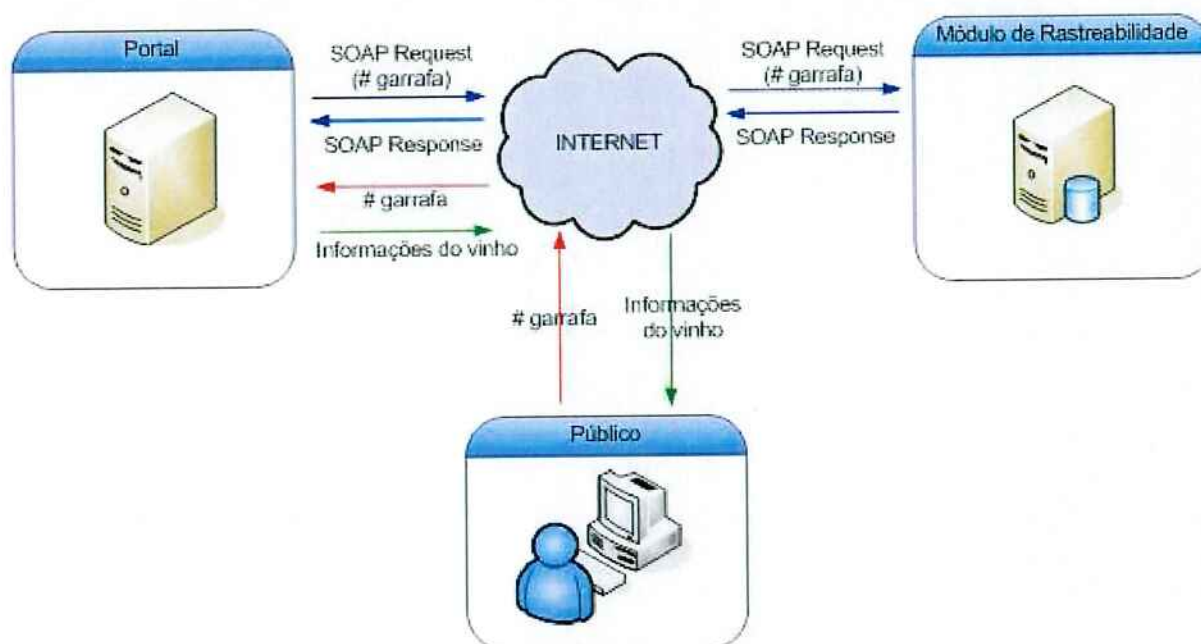 Portal
SOAP Request
(# garrafa)
SOAP Response
# garrafa
Informações do vinho
INTERNET
SOAP Request
(# garrafa)
SOAP Response
Módulo de Rastreabilidade
# garrafa
Informações
do vinho
Público